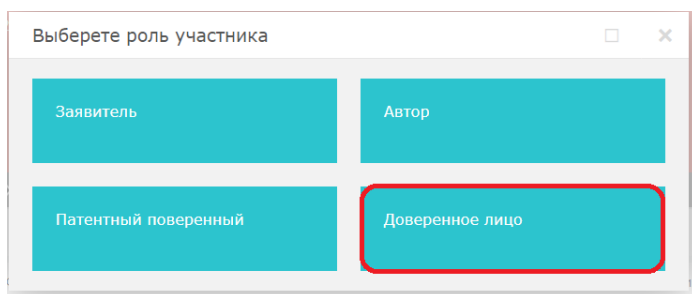 Выберете роль участника
Заявитель
Автор
Патентный поверенный
Доверенное лицо